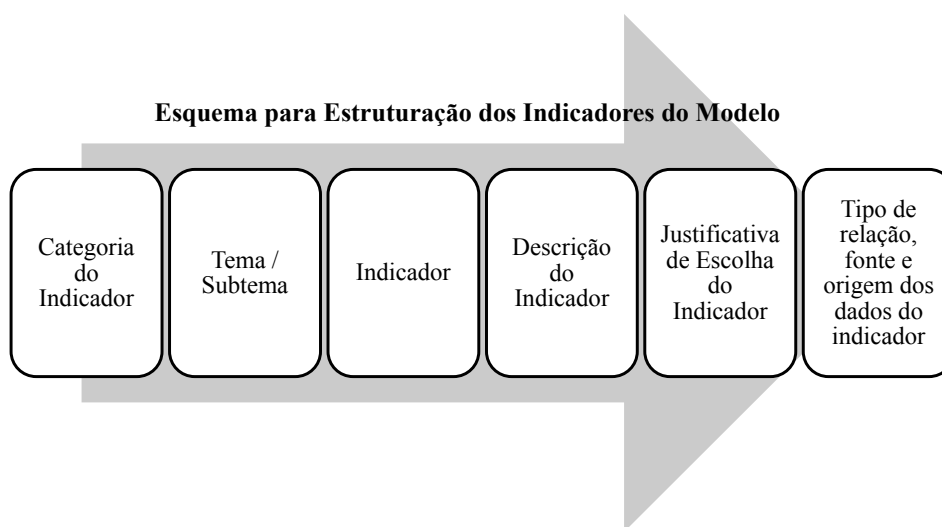 Esquema para Estruturação dos Indicadores do Modelo
Categoria
do
Indicador
Tema /
Subtema
Indicador
Descrição
do
Indicador
Justificativa
de Escolha
do
Indicador
Tipo de
relação,
fonte e
origem dos
dados do
indicador